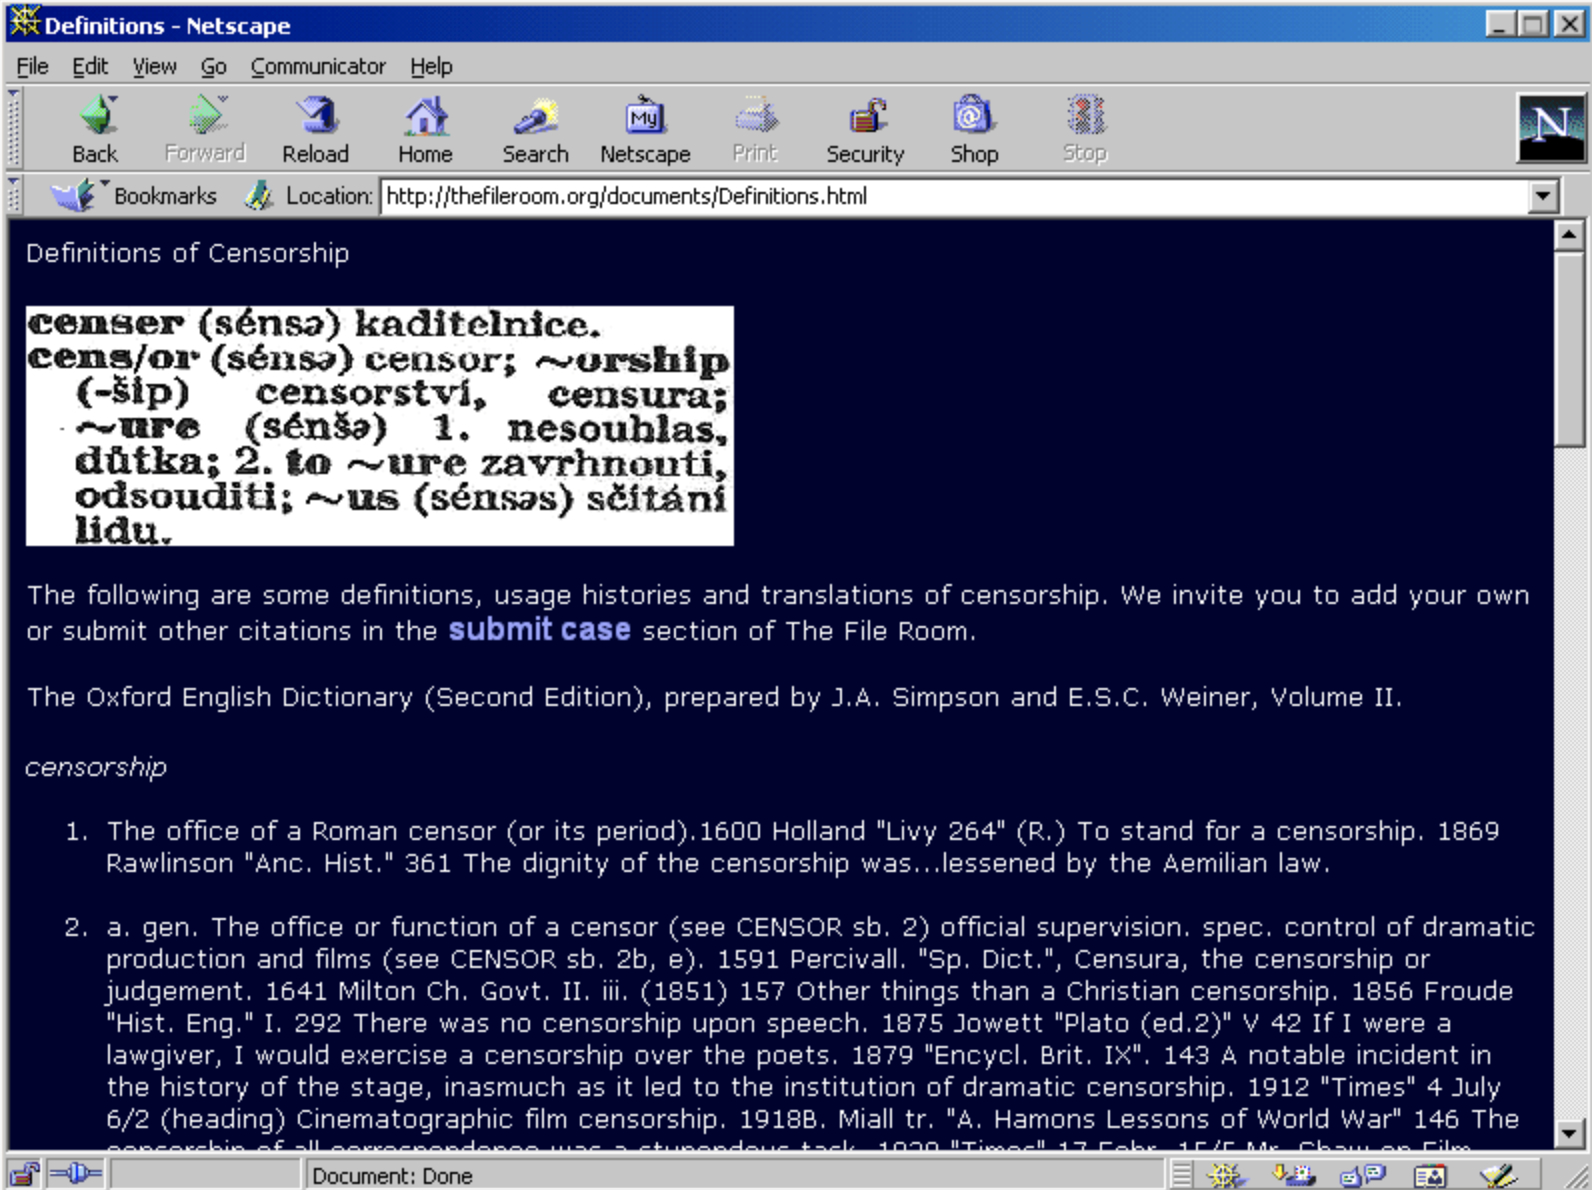 Definitions - Netscape
File Edit View Go Communicator Help
Back Forward Reload Home Search Netscape Print Security Shop Stop
My
N
Bookmarks Location: http://thefileroom.org/documents/Definitions.html
Definitions of Censorship
censer (sénsə) kaditelnice.
cens/or (sénsə) censor; ~orship
(-šip) censorství, censura;
~ure (sénšə) 1. nesouhlas,
důtka; 2. to ~ure zavrhnouti,
odsouditi; ~us (sénsəs) sčítání
lidu.
The following are some definitions, usage histories and translations of censorship. We invite you to add your own
or submit other citations in the submit case section of The File Room.
The Oxford English Dictionary (Second Edition), prepared by J.A. Simpson and E.S.C. Weiner, Volume II.
censorship
1. The office of a Roman censor (or its period).1600 Holland "Livy 264" (R.) To stand for a censorship. 1869
Rawlinson "Anc. Hist." 361 The dignity of the censorship was...lessened by the Aemilian law.
2. a. gen. The office or function of a censor (see CENSOR sb. 2) official supervision. spec. control of dramatic
production and films (see CENSOR sb. 2b, e). 1591 Percivall. "Sp. Dict.", Censura, the censorship or
judgement. 1641 Milton Ch. Govt. II. iii. (1851) 157 Other things than a Christian censorship. 1856 Froude
"Hist. Eng." I. 292 There was no censorship upon speech. 1875 Jowett "Plato (ed.2)" V 42 If I were a
lawgiver, I would exercise a censorship over the poets. 1879 "Encycl. Brit. IX". 143 A notable incident in
the history of the stage, inasmuch as it led to the institution of dramatic censorship. 1912 "Times" 4 July
6/2 (heading) Cinematographic film censorship. 1918B. Miall tr. "A. Hamons Lessons of World War" 146 The
censorship of all correspondence was a stupendous task.
Document: Done